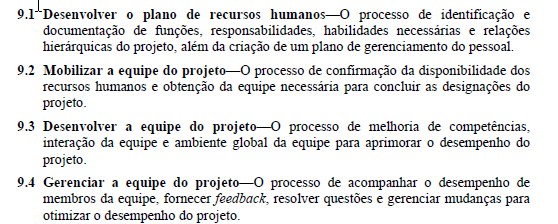 9.1 Desenvolver o plano de recursos humanos—O processo de identificação e
documentação de funções, responsabilidades, habilidades necessárias e relações
hierárquicas do projeto, além da criação de um plano de gerenciamento do pessoal.
9.2 Mobilizar a equipe do projeto—O processo de confirmação da disponibilidade dos
recursos humanos e obtenção da equipe necessária para concluir as designações do
projeto.
9.3 Desenvolver a equipe do projeto—O processo de melhoria de competências,
interação da equipe e ambiente global da equipe para aprimorar o desempenho do
projeto.
9.4 Gerenciar a equipe do projeto—O processo de acompanhar o desempenho de
membros da equipe, fornecer feedback, resolver questões e gerenciar mudanças para
otimizar o desempenho do projeto.